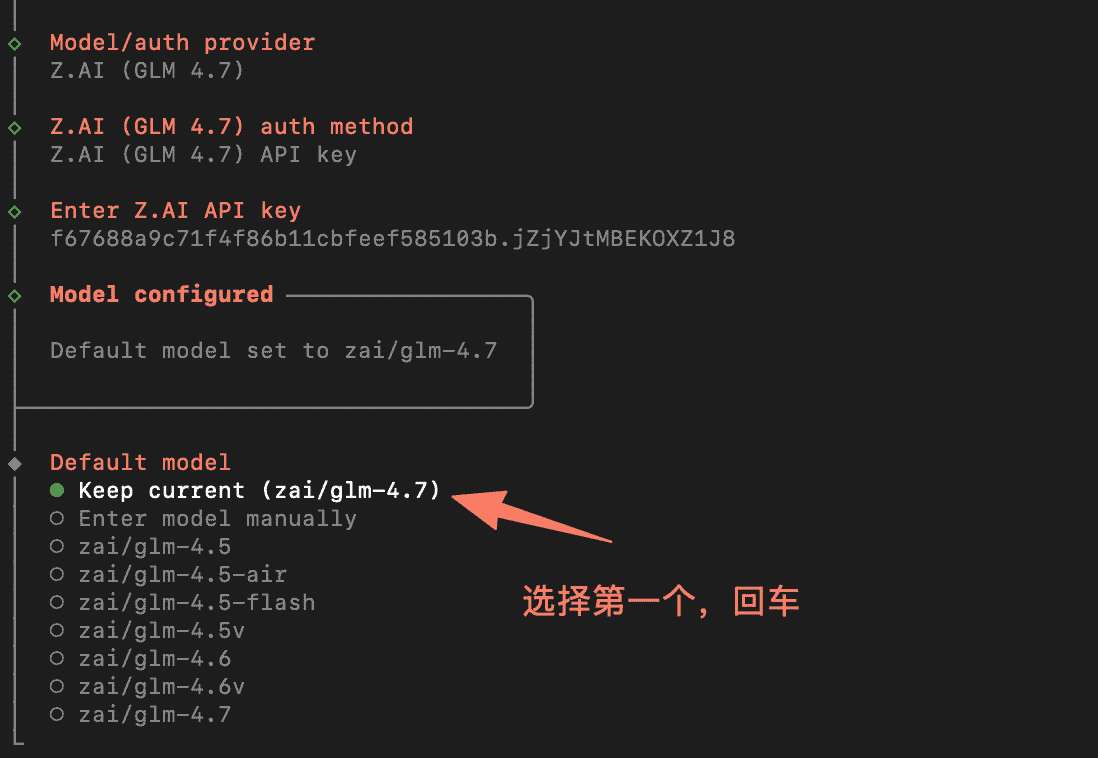 Model/auth provider
Z.AI (GLM 4.7)
Z.AI (GLM 4.7) auth method
Z.AI (GLM 4.7) API key
Enter Z.AI API key
f67688a9c71f4f86b11cbfeef585103b.jZjYJtMBEKOXZ1J8
Model configured
Default model set to zai/glm-4.7
Default model
Keep current (zai/glm-4.7)
Enter model manually
zai/glm-4.5
zai/glm-4.5-air
zai/glm-4.5-flash
zai/glm-4.5v
zai/glm-4.6
zai/glm-4.6v
zai/glm-4.7
选择第一个，回车